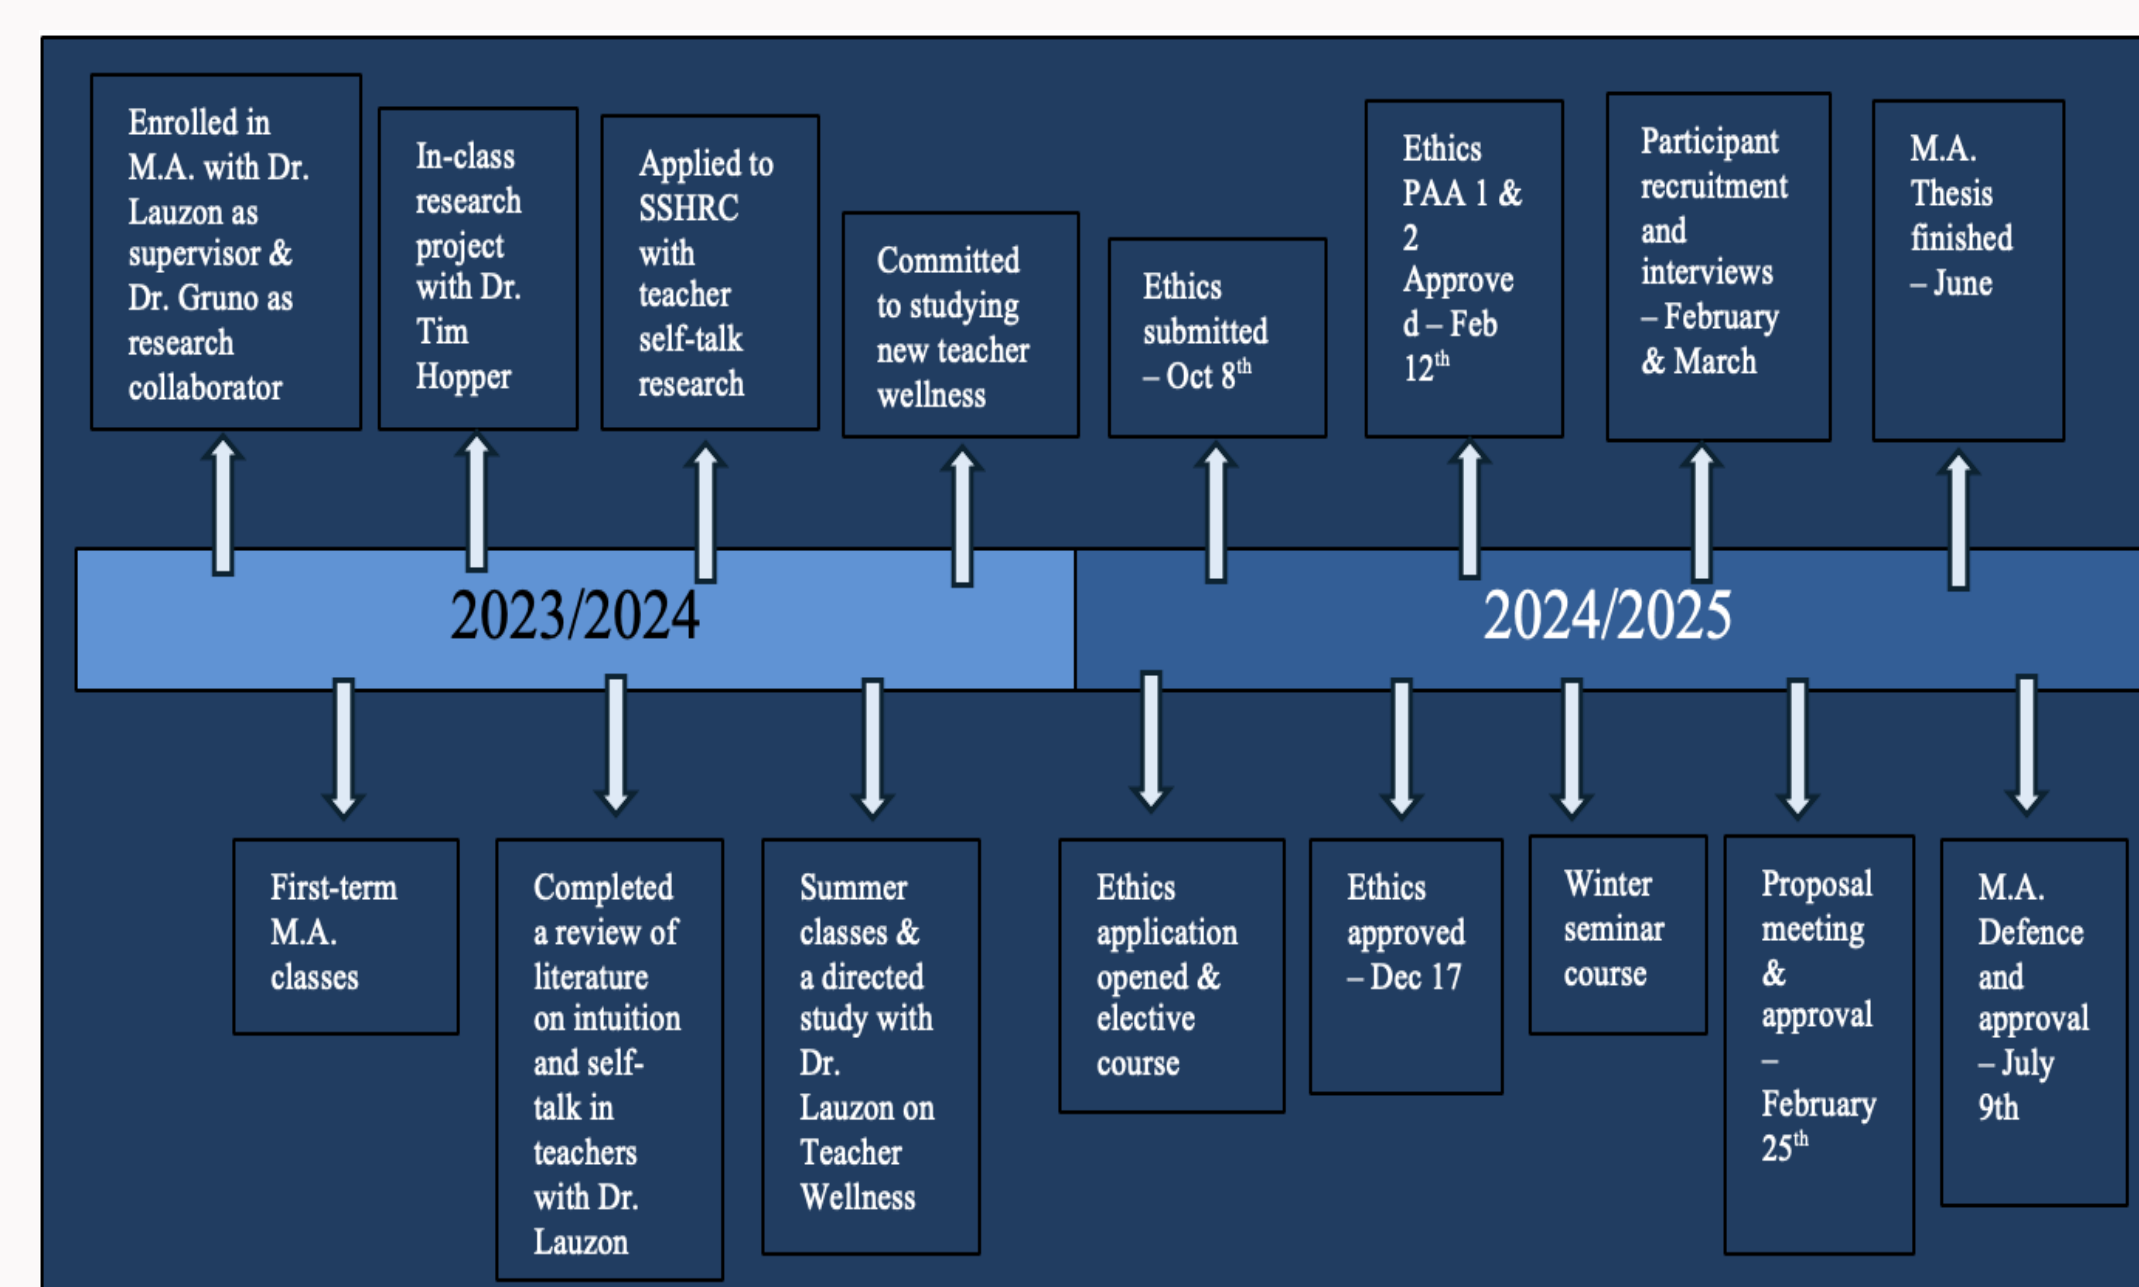 Enrolled in
M.A. with Dr.
Lauzon as
supervisor &
Dr. Gruno as
research
collaborator
In-class
research
project
with Dr.
Tim
Hopper
Applied to
SSHRC
with
teacher
self-talk
research
Committed
to studying
new teacher
wellness
Ethics
submitted
– Oct 8th
Ethics
PAA 1 &
2
Approve
d – Feb
12th
Participant
recruitment
and
interviews
– February
& March
M.A.
Thesis
finished
– June
2023/2024
2024/2025
First-term
M.A.
classes
Completed
a review of
literature
on intuition
and self-
talk in
teachers
with Dr.
Lauzon
Summer
classes &
a directed
study with
Dr.
Lauzon on
Teacher
Wellness
Ethics
application
opened &
elective
course
Ethics
approved
– Dec 17
Winter
seminar
course
Proposal
meeting
&
approval
–
February
25th
M.A.
Defence
and
approval
– July
9th